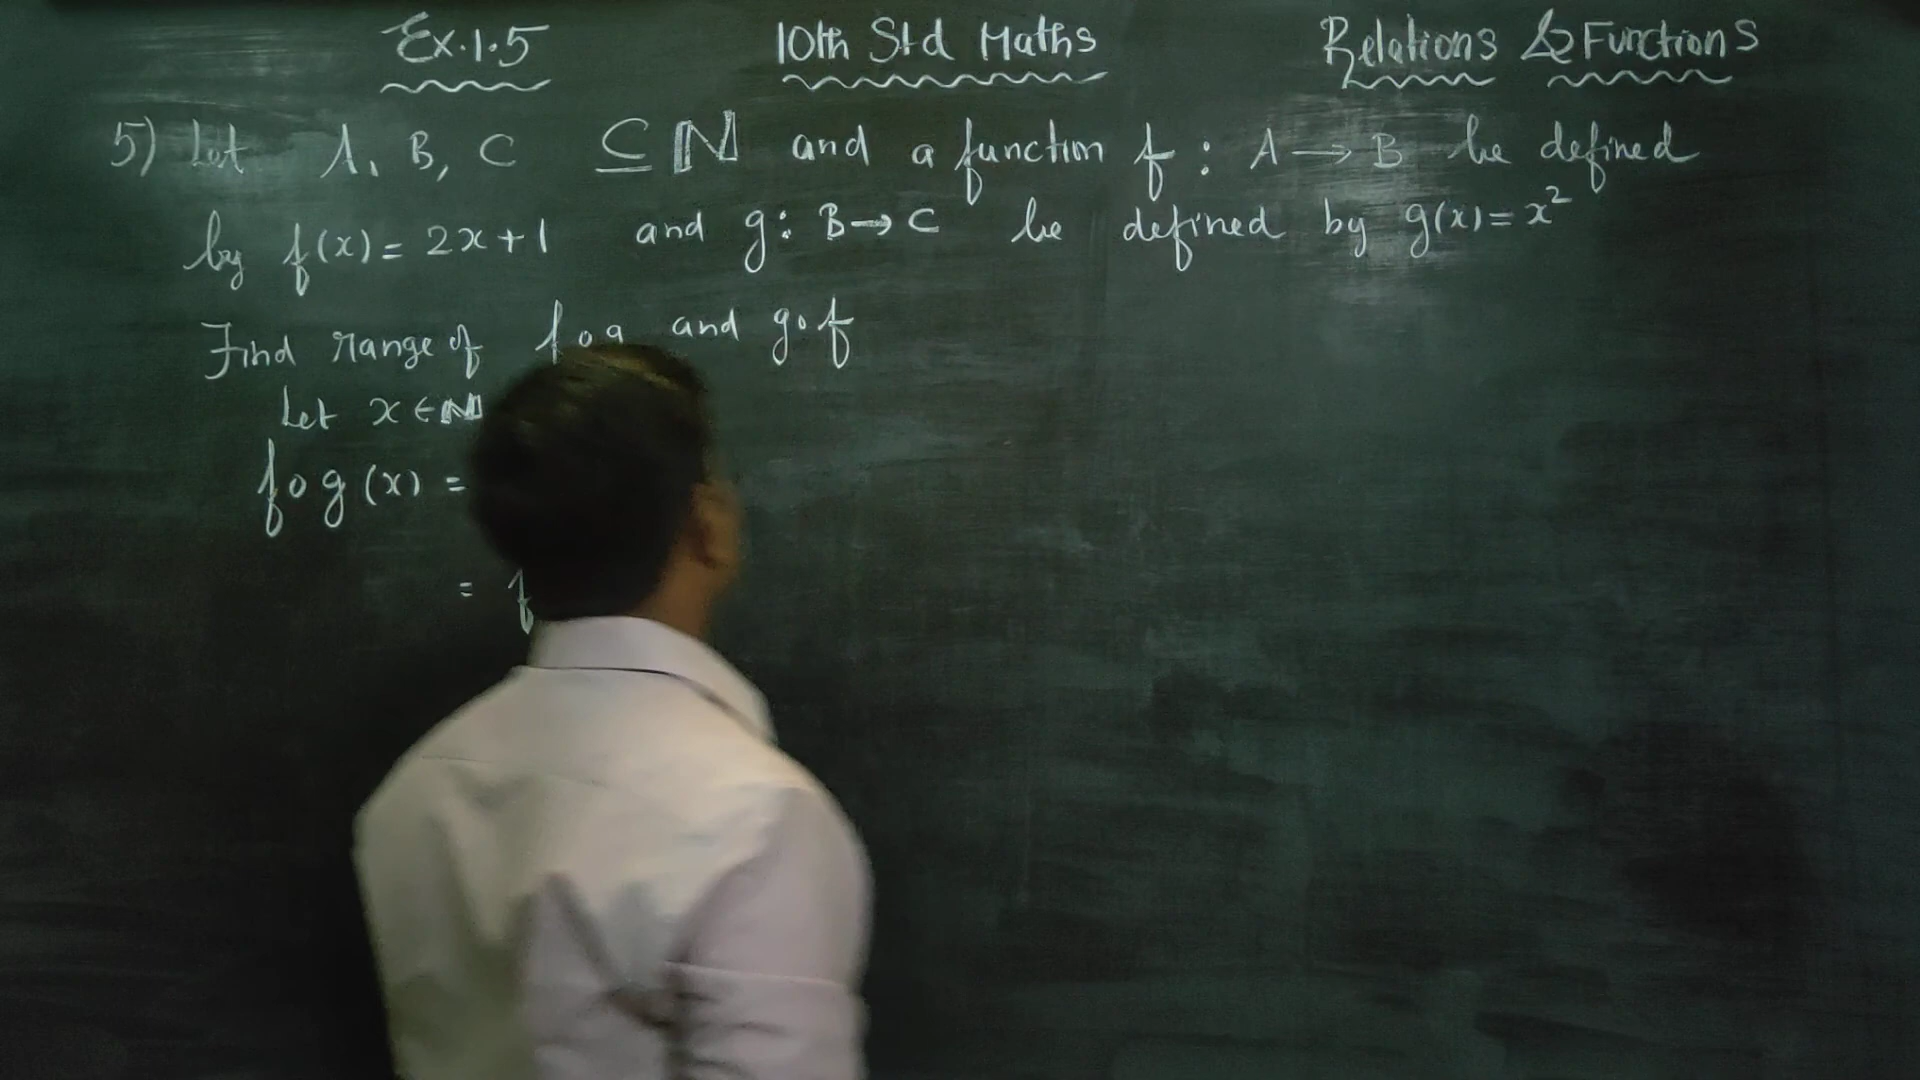 Ex.1.5 10th Std Maths Relations & Functions
5) Let A, B, C ⊆ ℕ and a function f : A → B be defined
by f(x) = 2x+1 and g: B → C be defined by g(x) = x²
Find range of fog and gof
Let x ∈ ℕ
fog(x) =
= f